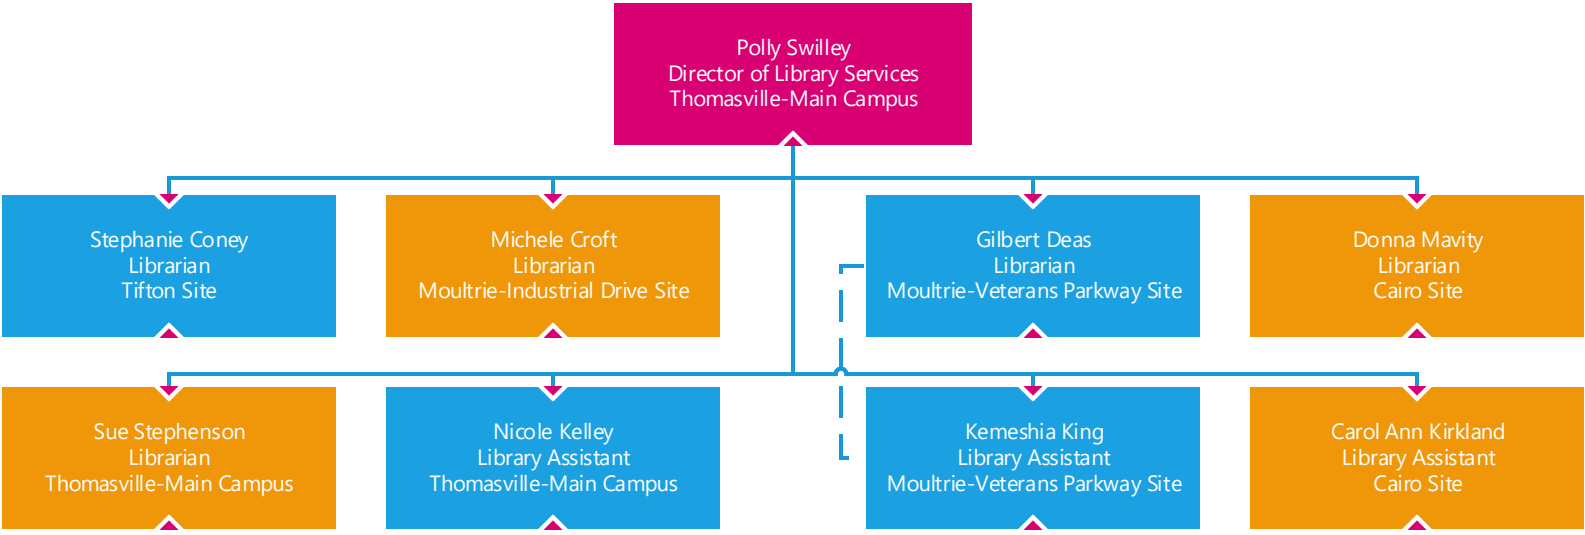 Polly Swilley
Director of Library Services
Thomasville-Main Campus
Stephanie Coney
Librarian
Tifton Site
Michele Croft
Librarian
Moultrie-Industrial Drive Site
Gilbert Deas
Librarian
Moultrie-Veterans Parkway Site
Donna Mavity
Librarian
Cairo Site
Sue Stephenson
Librarian
Thomasville-Main Campus
Nicole Kelley
Library Assistant
Thomasville-Main Campus
Kemeshia King
Library Assistant
Moultrie-Veterans Parkway Site
Carol Ann Kirkland
Library Assistant
Cairo Site